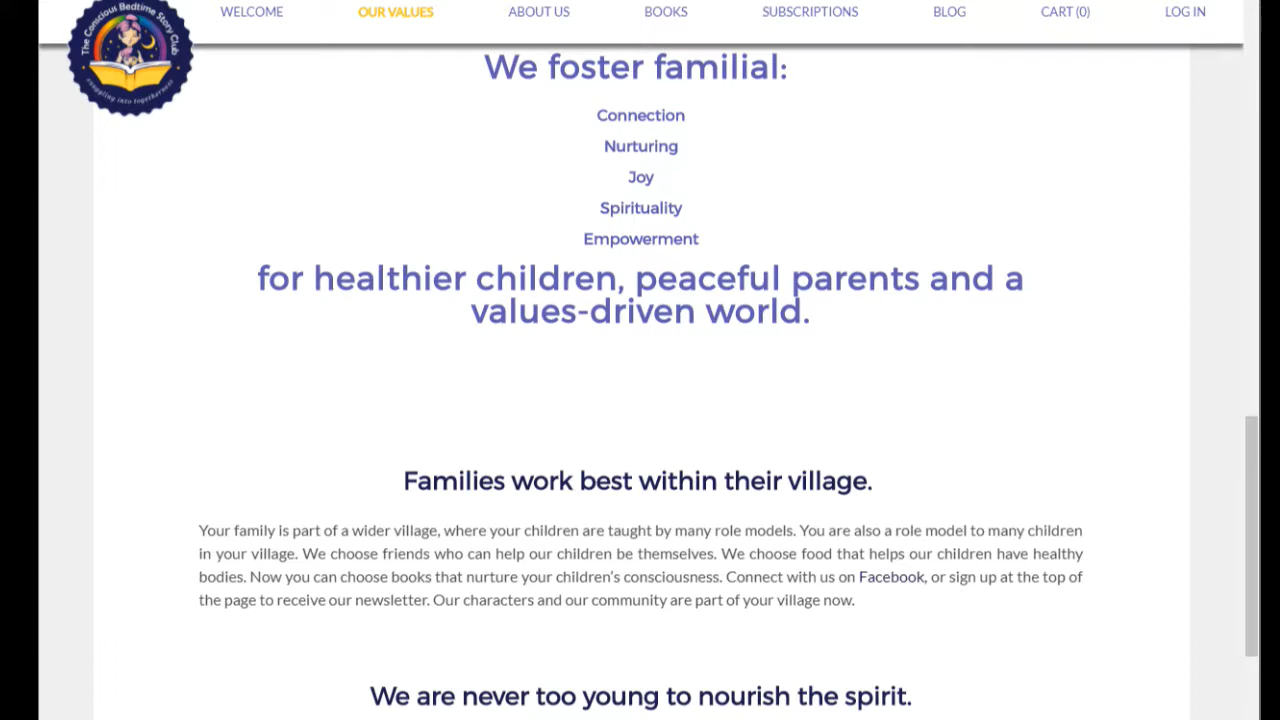 WELCOME OUR VALUES ABOUT US BOOKS SUBSCRIPTIONS BLOG CART (0) LOG IN
The Conscious Bedtime Story Club
snuggling into togetherness
We foster familial:
Connection
Nurturing
Joy
Spirituality
Empowerment
for healthier children, peaceful parents and a
values-driven world.
Families work best within their village.
Your family is part of a wider village, where your children are taught by many role models. You are also a role model to many children
in your village. We choose friends who can help our children be themselves. We choose food that helps our children have healthy
bodies. Now you can choose books that nurture your children's consciousness. Connect with us on Facebook, or sign up at the top of
the page to receive our newsletter. Our characters and our community are part of your village now.
We are never too young to nourish the spirit.